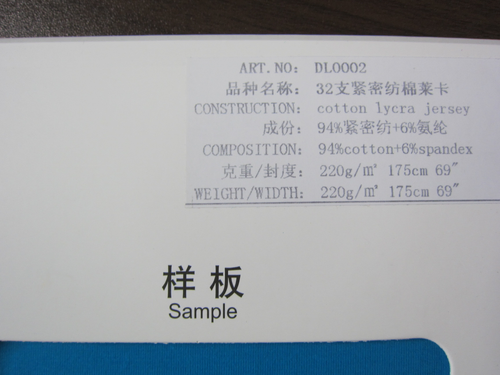 ART.NO: DL0002
品种名称: 32支紧密纺棉莱卡
CONSTRUCTION: cotton lycra jersey
成份: 94%紧密纺+6%氨纶
COMPOSITION: 94%cotton+6%spandex
克重/封度: 220g/㎡ 175cm 69"
WEIGHT/WIDTH: 220g/㎡ 175cm 69"
样板
Sample